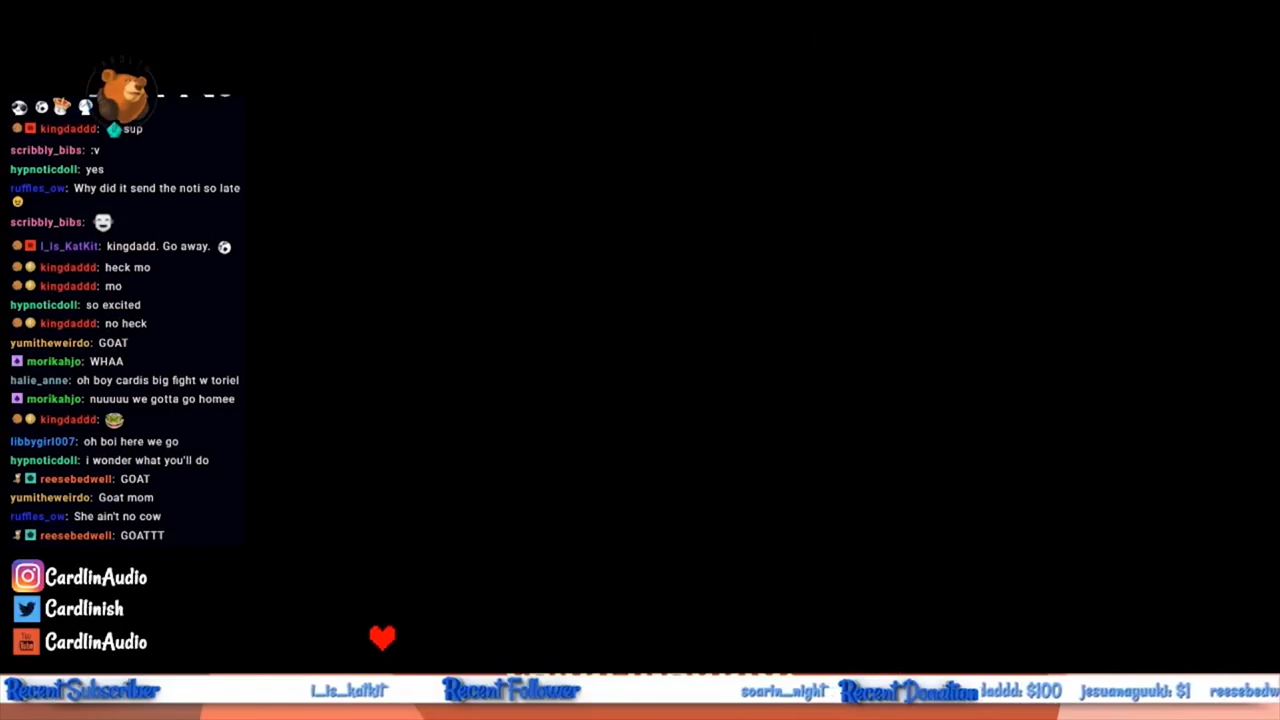 kingdaddd: sup
scribbly_bibs: :v
hypnoticdoll: yes
ruffles_ow: Why did it send the noti so late
scribbly_bibs:
I_Is_KatKit: kingdadd. Go away.
kingdaddd: heck mo
kingdaddd: mo
hypnoticdoll: so excited
kingdaddd: no heck
yumitheweirdo: GOAT
morikahjo: WHAA
halie_anne: oh boy cardis big fight w toriel
morikahjo: nuuuuu we gotta go homee
kingdaddd:
libbygirl007: oh boi here we go
hypnoticdoll: i wonder what you'll do
reesebedwell: GOAT
yumitheweirdo: Goat mom
ruffles_ow: She ain't no cow
reesebedwell: GOATTT
CardlinAudio
Cardlinish
CardlinAudio
Recent Subscriber i_is_katkit Recent Follower soarin_night Recent Donation daddd: $100 jesuanayuuki: $1 reesebedw